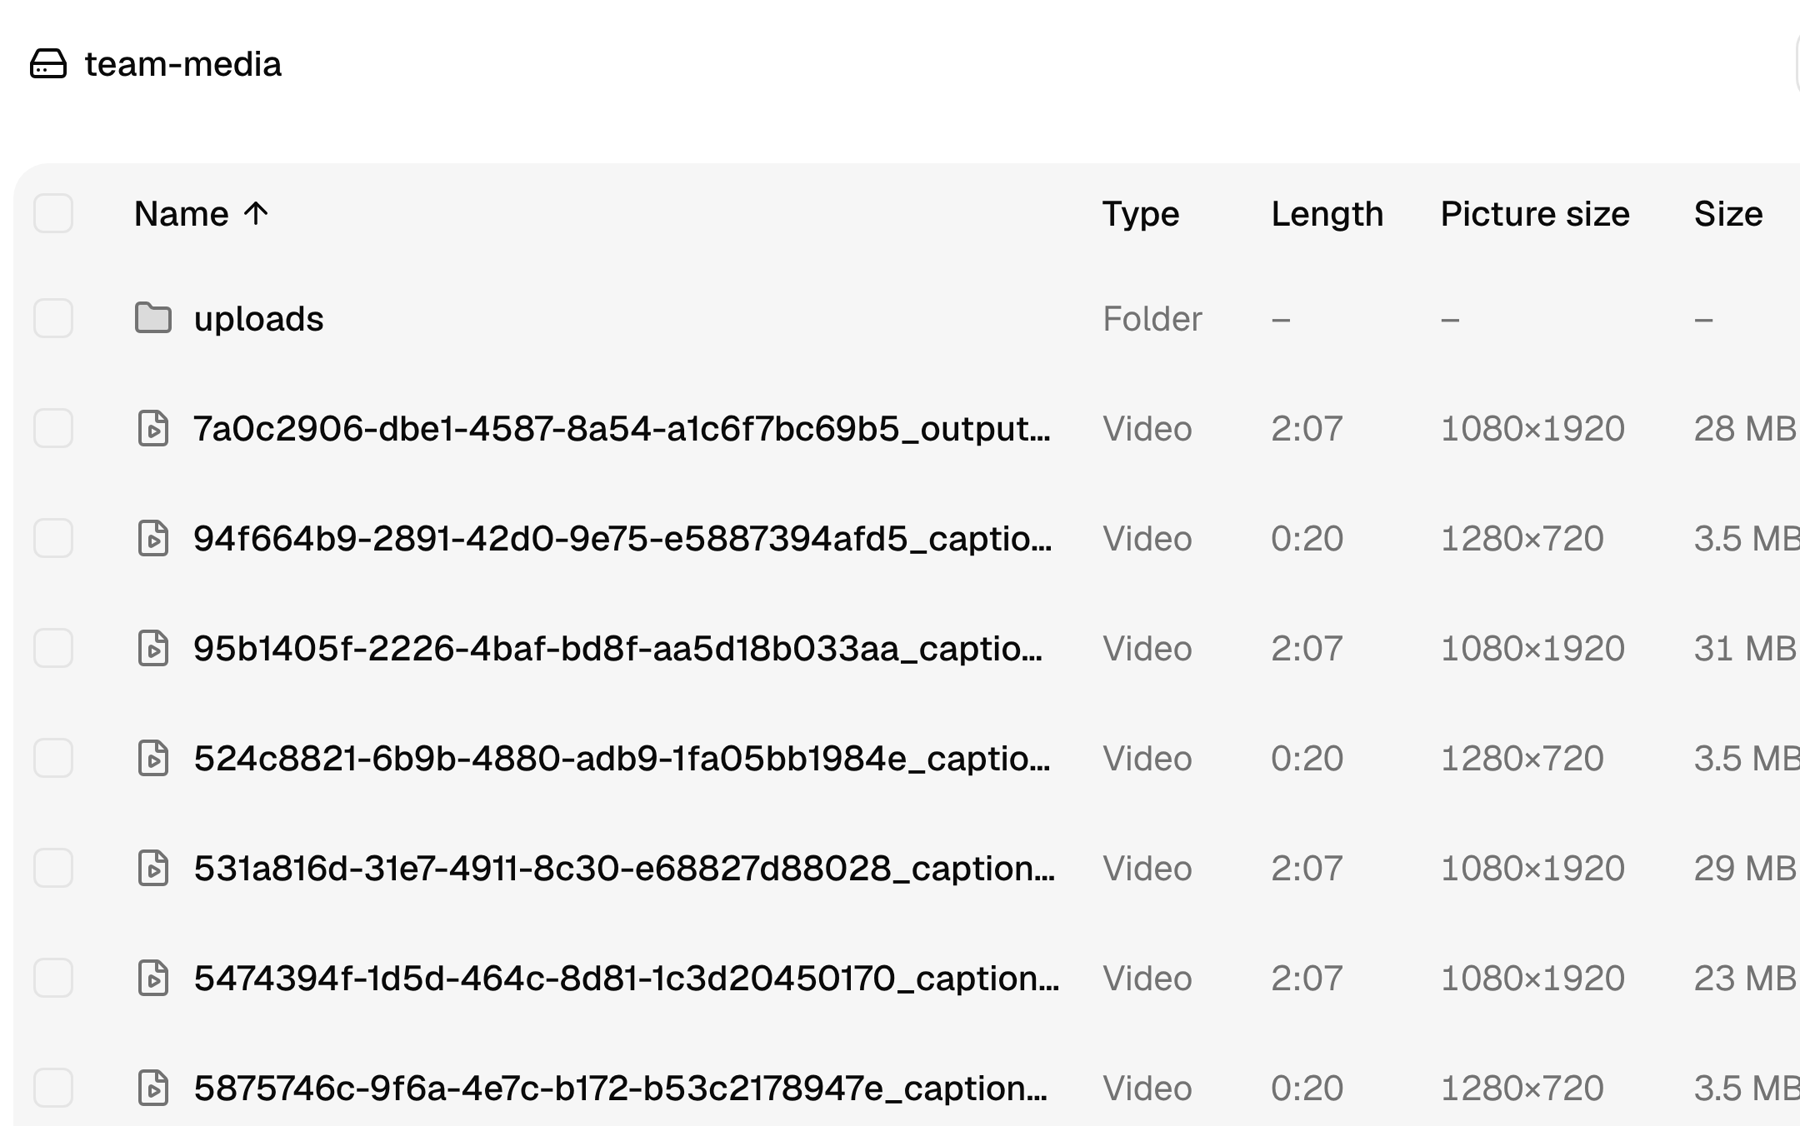 team-media
Name ↑ Type Length Picture size Size
uploads Folder – – –
7a0c2906-dbe1-4587-8a54-a1c6f7bc69b5_output... Video 2:07 1080×1920 28 MB
94f664b9-2891-42d0-9e75-e5887394afd5_captio... Video 0:20 1280×720 3.5 MB
95b1405f-2226-4baf-bd8f-aa5d18b033aa_captio... Video 2:07 1080×1920 31 MB
524c8821-6b9b-4880-adb9-1fa05bb1984e_captio... Video 0:20 1280×720 3.5 MB
531a816d-31e7-4911-8c30-e68827d88028_caption... Video 2:07 1080×1920 29 MB
5474394f-1d5d-464c-8d81-1c3d20450170_caption... Video 2:07 1080×1920 23 MB
5875746c-9f6a-4e7c-b172-b53c2178947e_caption... Video 0:20 1280×720 3.5 MB